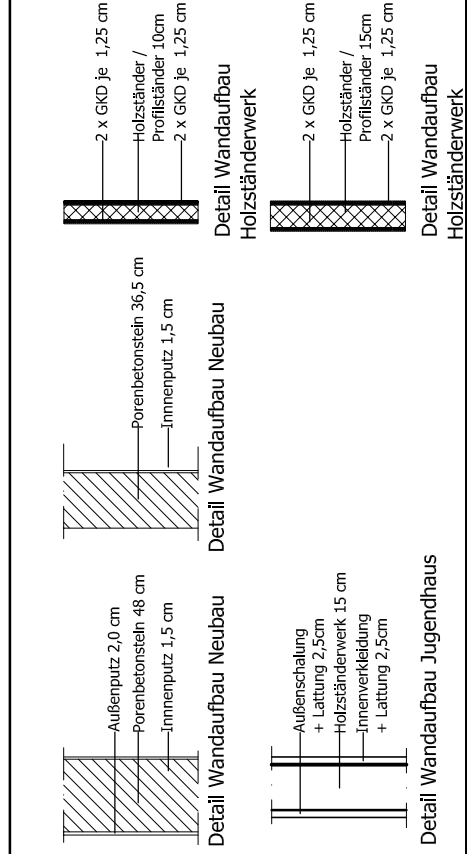 2 x GKD je 1,25 cm
Holzständer /
Profilständer 10cm
2 x GKD je 1,25 cm
Detail Wandaufbau
Holzständerwerk
2 x GKD je 1,25 cm
Holzständer/
Profilständer 15cm
2 x GKD je 1,25 cm
Detail Wandaufbau
Holzständerwerk
Porenbetonstein 36,5 cm
Innnenputz 1,5 cm
Detail Wandaufbau Neubau
Außenputz 2,0 cm
Porenbetonstein 48 cm
Innnenputz 1,5 cm
Detail Wandaufbau Neubau
Außenschalung
+ Lattung 2,5cm
Holzständerwerk 15 cm
Innenverkleidung
+ Lattung 2,5cm
Detail Wandaufbau Jugendhaus